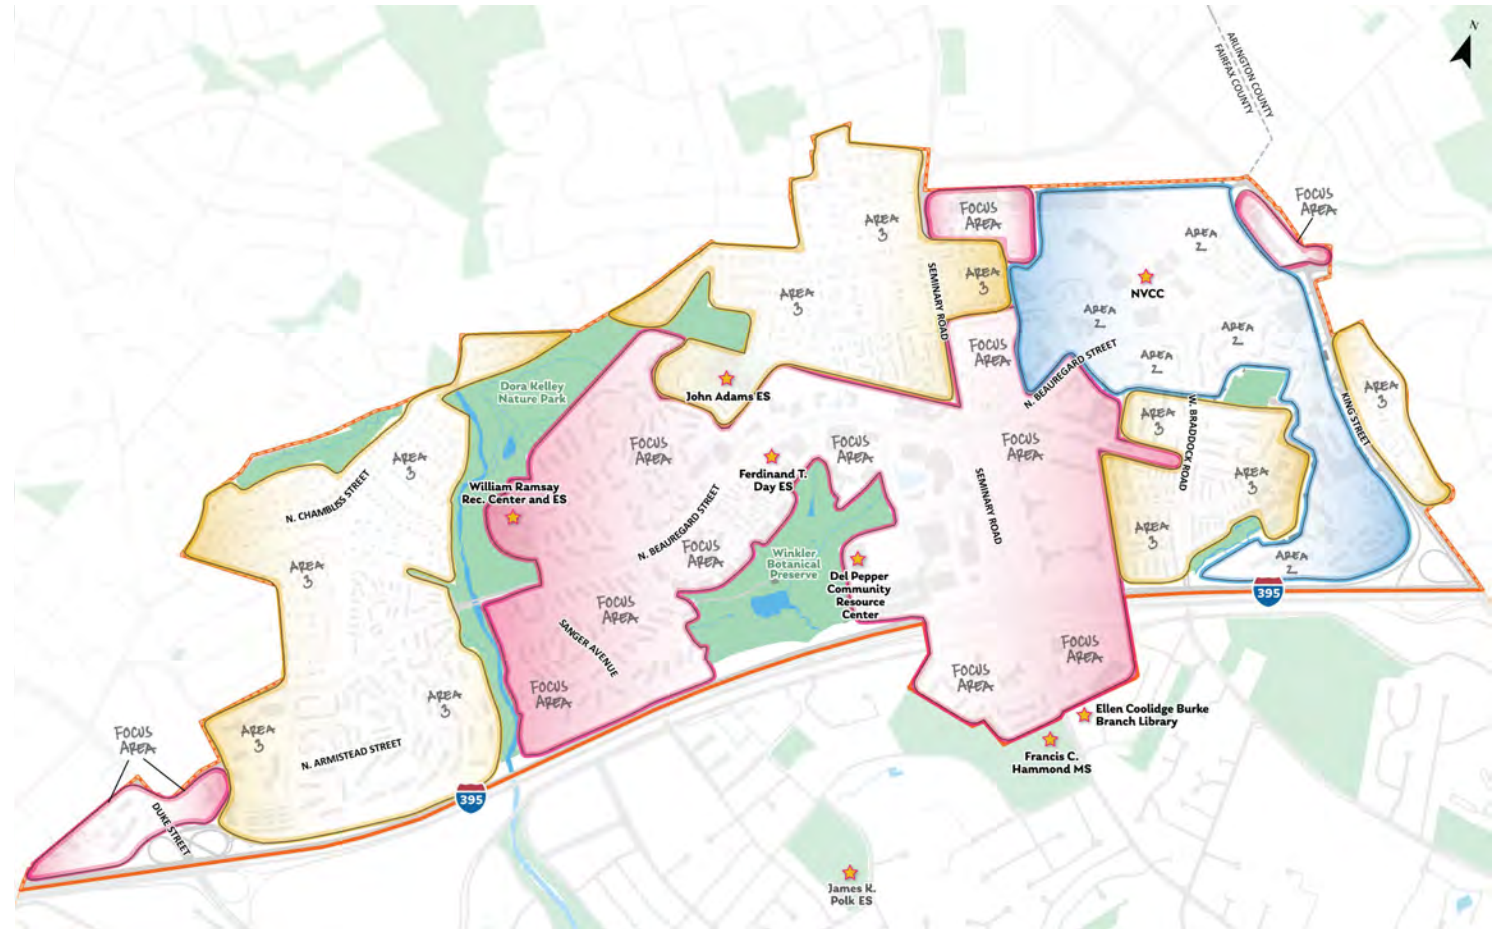 N
ARLINGTON COUNTY
FAIRFAX COUNTY
FOCUS
AREA
FOCUS
AREA
AREA
3
AREA
2
AREA
3
SEMINARY ROAD
NVCC
AREA
3
AREA
2
AREA
2
FOCUS
AREA
AREA
2
N. BEAUREGARD STREET
Dora Kelley
Nature Park
John Adams ES
AREA
3
KING STREET
AREA
3
W. BRADDOCK ROAD
FOCUS
AREA
FOCUS
AREA
FOCUS
AREA
AREA
3
Ferdinand T.
Day ES
William Ramsay
Rec. Center and ES
N. CHAMBLISS STREET
AREA
3
SEMINARY ROAD
N. BEAUREGARD STREET
AREA
3
FOCUS
AREA
Winkler
Botanical
Preserve
AREA
2
AREA
3
Del Pepper
Community
Resource
Center
395
FOCUS
AREA
SANGER AVENUE
FOCUS
AREA
FOCUS
AREA
FOCUS
AREA
AREA
3
Ellen Coolidge Burke
Branch Library
AREA
3
FOCUS
AREA
N. ARMISTEAD STREET
Francis C.
Hammond MS
395
DUKE STREET
James K.
Polk ES